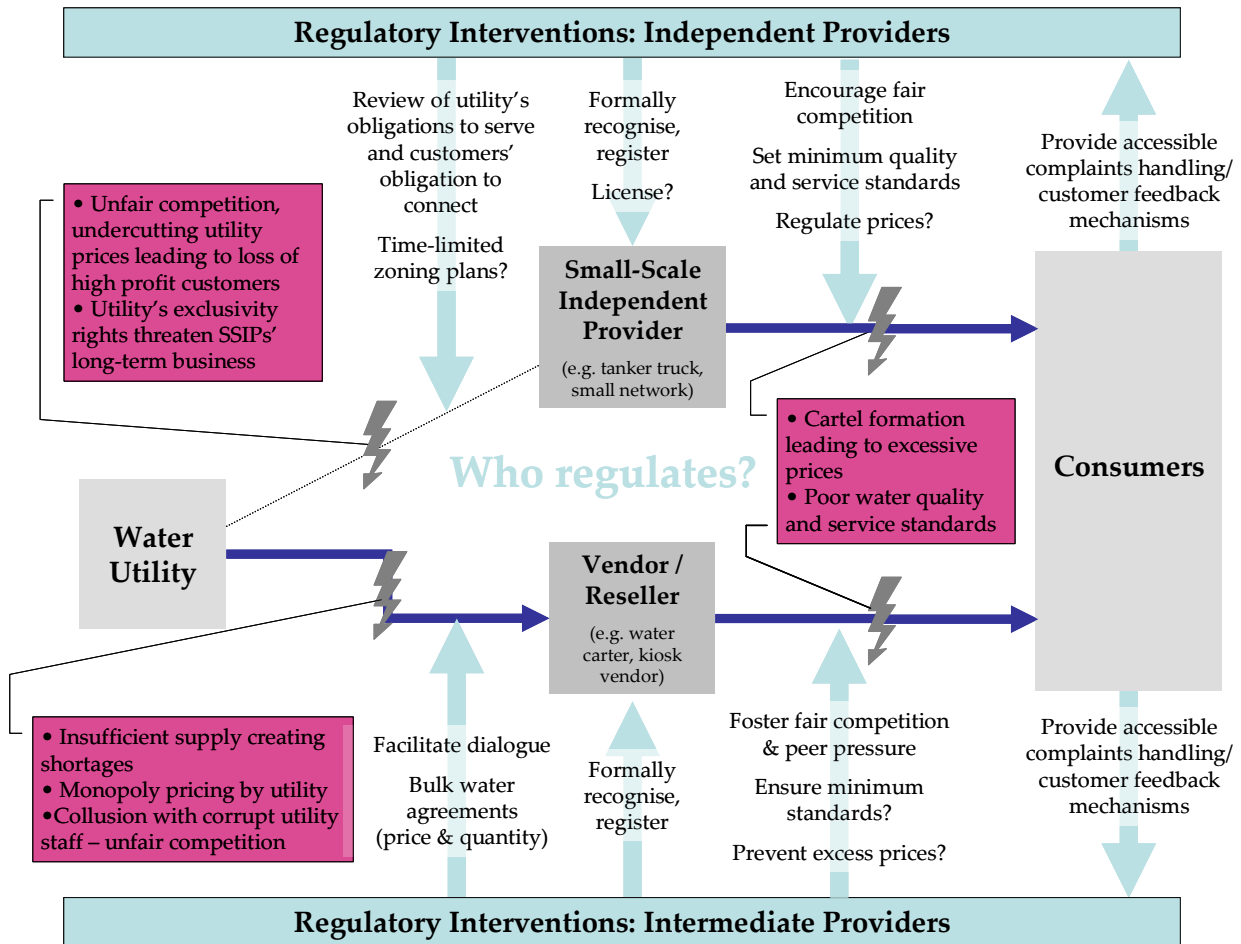 Regulatory Interventions: Independent Providers
Review of utility's
obligations to serve
and customers'
obligation to
connect
Time-limited
zoning plans?
Formally
recognise,
register
License?
Encourage fair
competition
Set minimum quality
and service standards
Regulate prices?
Provide accessible
complaints handling/
customer feedback
mechanisms
• Unfair competition,
undercutting utility
prices leading to loss of
high profit customers
• Utility's exclusivity
rights threaten SSIPs'
long-term business
Small-Scale
Independent
Provider
(e.g. tanker truck,
small network)
• Cartel formation
leading to excessive
prices
• Poor water quality
and service standards
Consumers
Who regulates?
Water
Utility
Vendor /
Reseller
(e.g. water
carter, kiosk
vendor)
• Insufficient supply creating
shortages
• Monopoly pricing by utility
•Collusion with corrupt utility
staff – unfair competition
Facilitate dialogue
Bulk water
agreements
(price & quantity)
Formally
recognise,
register
Foster fair competition
& peer pressure
Ensure minimum
standards?
Prevent excess prices?
Provide accessible
complaints handling/
customer feedback
mechanisms
Regulatory Interventions: Intermediate Providers